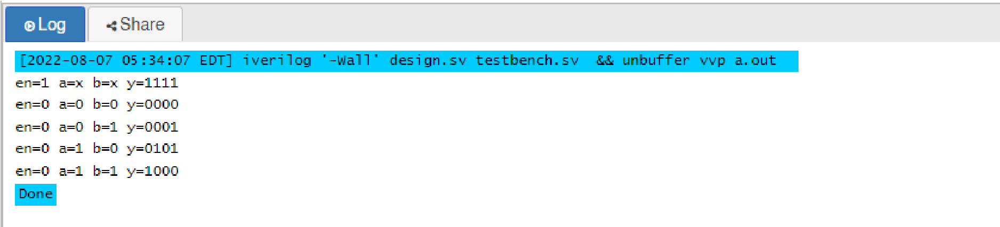 Log Share
[2022-08-07 05:34:07 EDT] iverilog '-Wall' design.sv testbench.sv && unbuffer vvp a.out
en=1 a=x b=x y=1111
en=0 a=0 b=0 y=0000
en=0 a=0 b=1 y=0001
en=0 a=1 b=0 y=0101
en=0 a=1 b=1 y=1000
Done